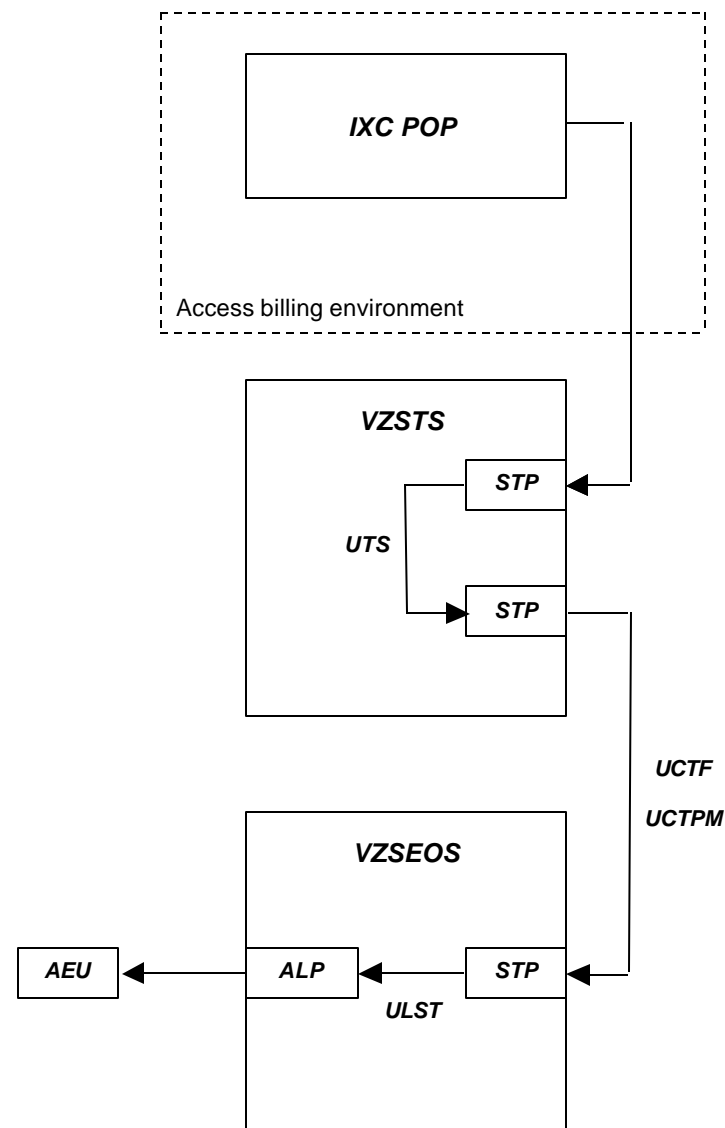 IXC POP
Access billing environment
VZSTS
STP
UTS
STP
UCTF
UCTPM
VZSEOS
AEU
ALP
STP
ULST